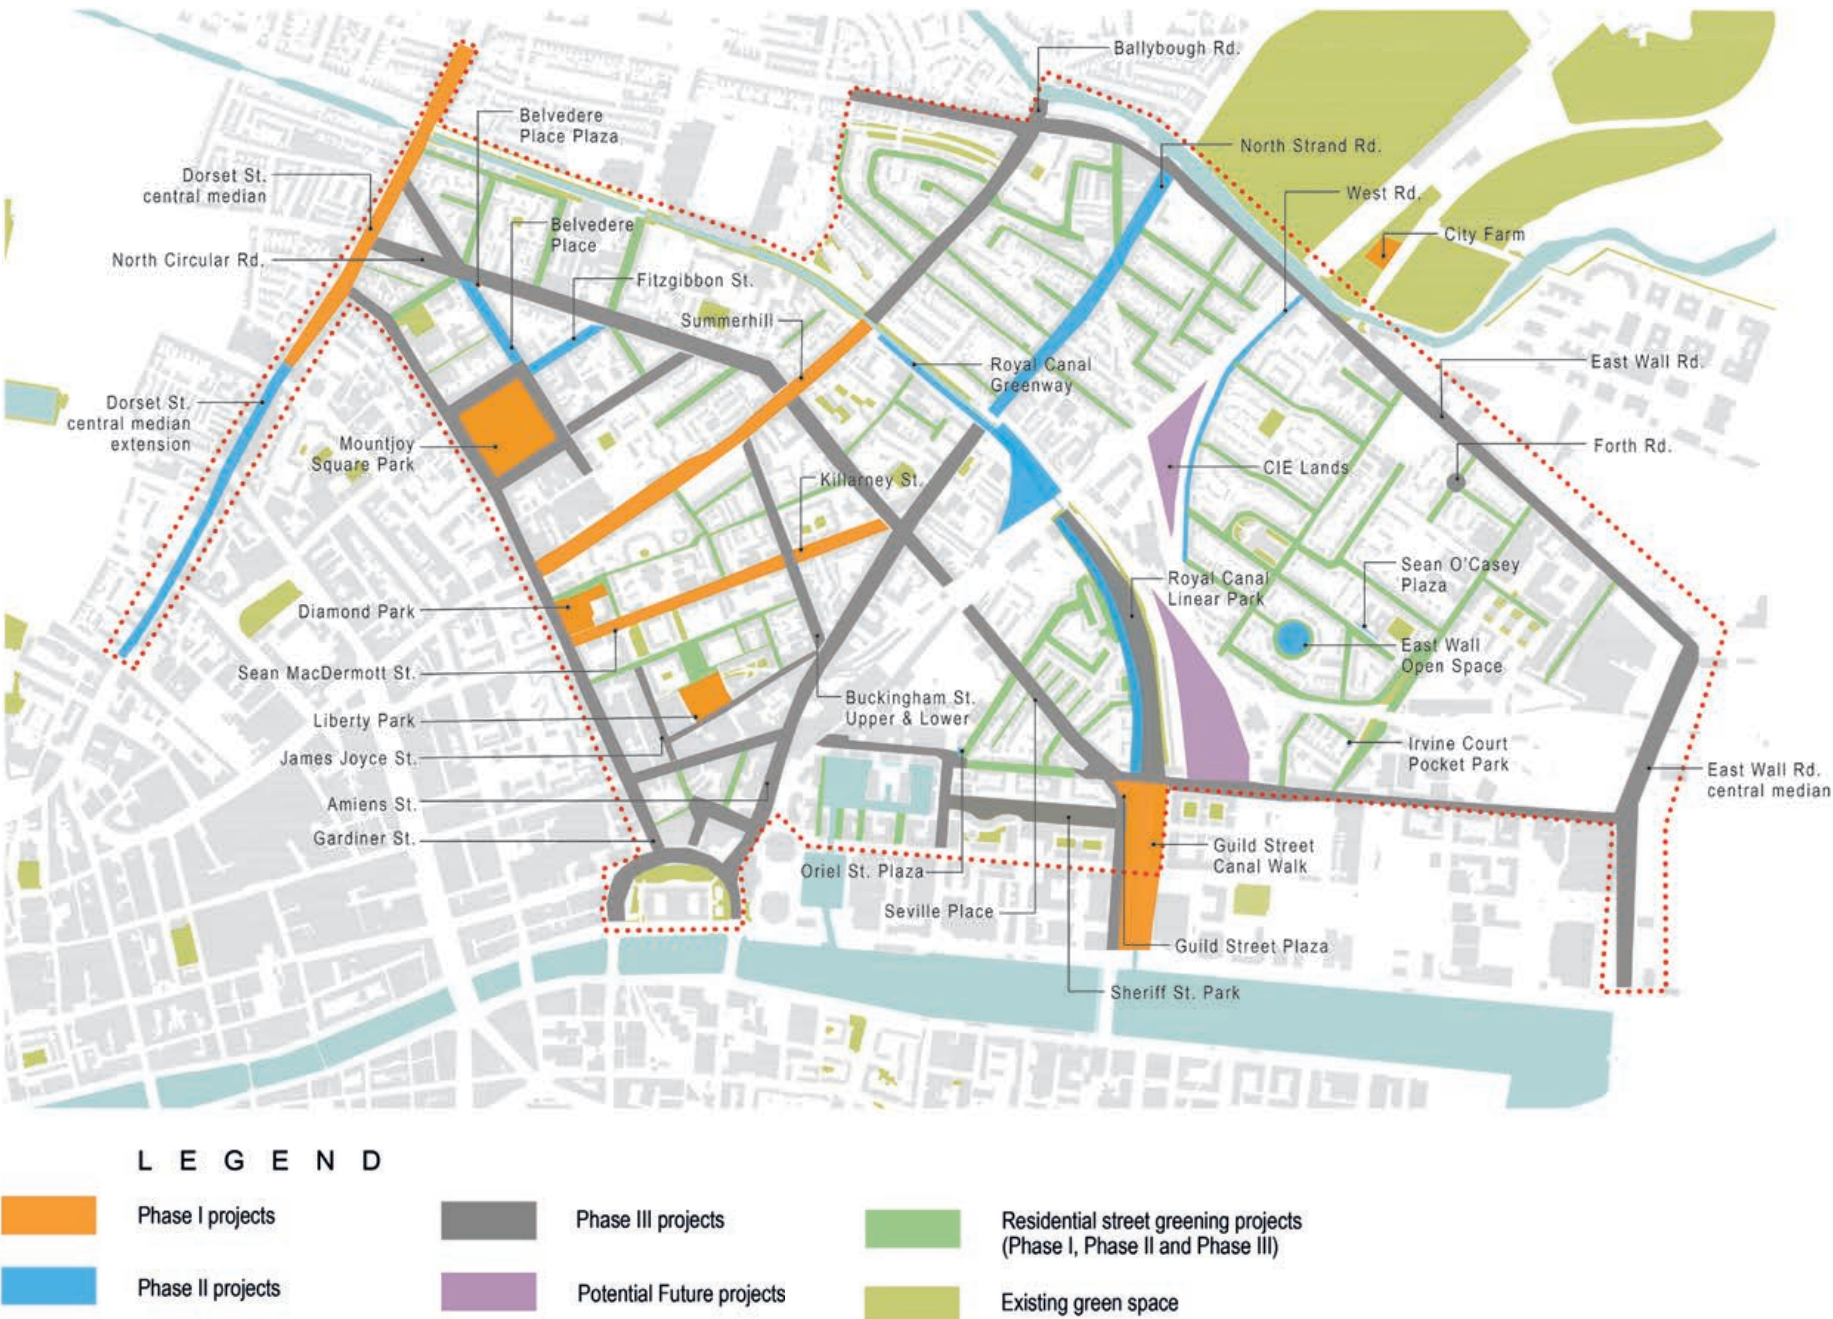 Ballybough Rd.
Belvedere
Place Plaza
North Strand Rd.
Dorset St.
central median
West Rd.
Belvedere
Place
City Farm
North Circular Rd.
Fitzgibbon St.
Summerhill
Royal Canal
Greenway
East Wall Rd.
Dorset St.
central median
extension
Mountjoy
Square Park
Forth Rd.
CIE Lands
Killarney St.
Sean O'Casey
Plaza
Royal Canal
Linear Park
Diamond Park
East Wall
Open Space
Sean MacDermott St.
Buckingham St.
Upper & Lower
Liberty Park
James Joyce St.
Irvine Court
Pocket Park
East Wall Rd.
central median
Amiens St.
Gardiner St.
Guild Street
Canal Walk
Oriel St. Plaza
Seville Place
Guild Street Plaza
Sheriff St. Park
LEGEND
Phase I projects
Phase III projects
Residential street greening projects
(Phase I, Phase II and Phase III)
Phase II projects
Potential Future projects
Existing green space